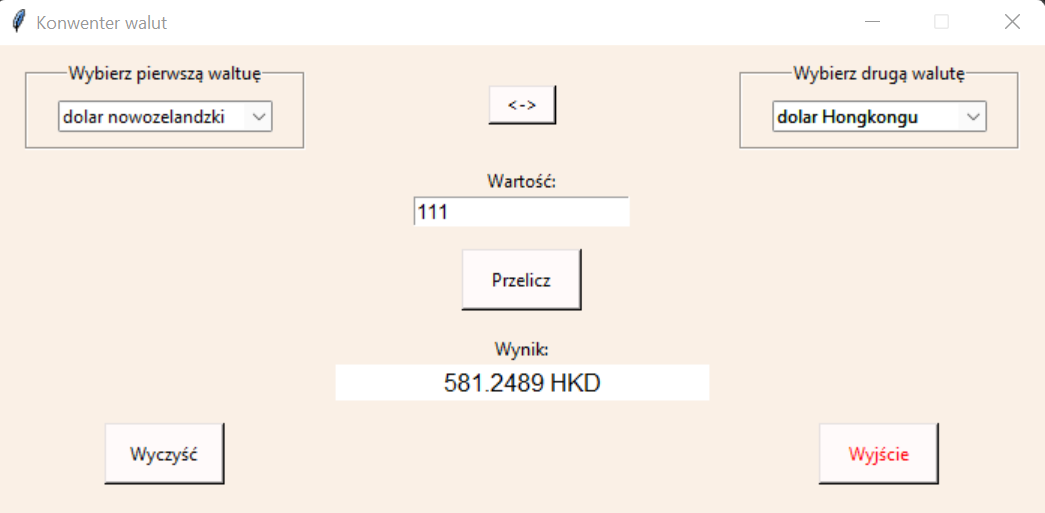 Konwenter walut
Wybierz pierwszą waltuę
dolar nowozelandzki
<->
Wybierz drugą walutę
dolar Hongkongu
Wartość:
111
Przelicz
Wynik:
581.2489 HKD
Wyczyść
Wyjście